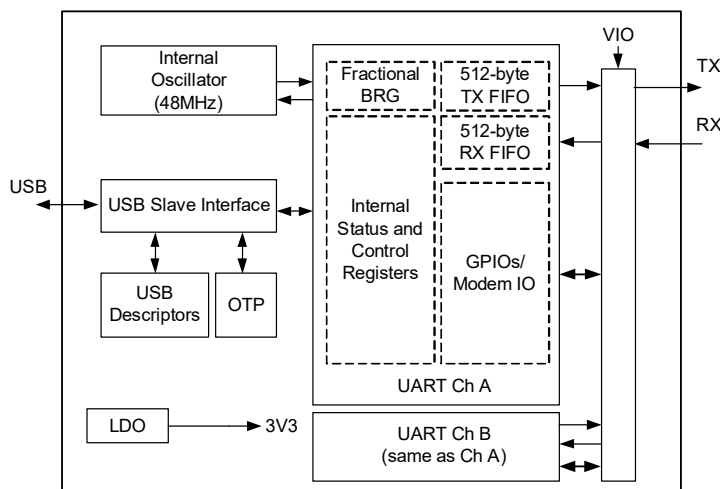 Internal
Oscillator
(48MHz)
Fractional
BRG
512-byte
TX FIFO
VIO
TX
512-byte
RX FIFO
RX
USB
USB Slave Interface
Internal
Status and
Control
Registers
GPIOs/
Modem IO
USB
Descriptors
OTP
UART Ch A
LDO
3V3
UART Ch B
(same as Ch A)